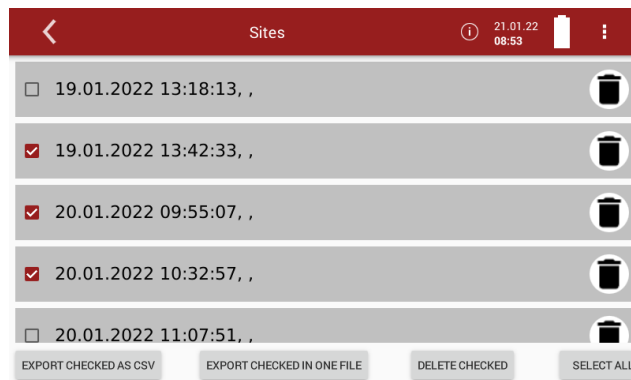 Sites
21.01.22
08:53
19.01.2022 13:18:13, ,
19.01.2022 13:42:33, ,
20.01.2022 09:55:07, ,
20.01.2022 10:32:57, ,
20.01.2022 11:07:51, ,
EXPORT CHECKED AS CSV EXPORT CHECKED IN ONE FILE DELETE CHECKED SELECT ALL